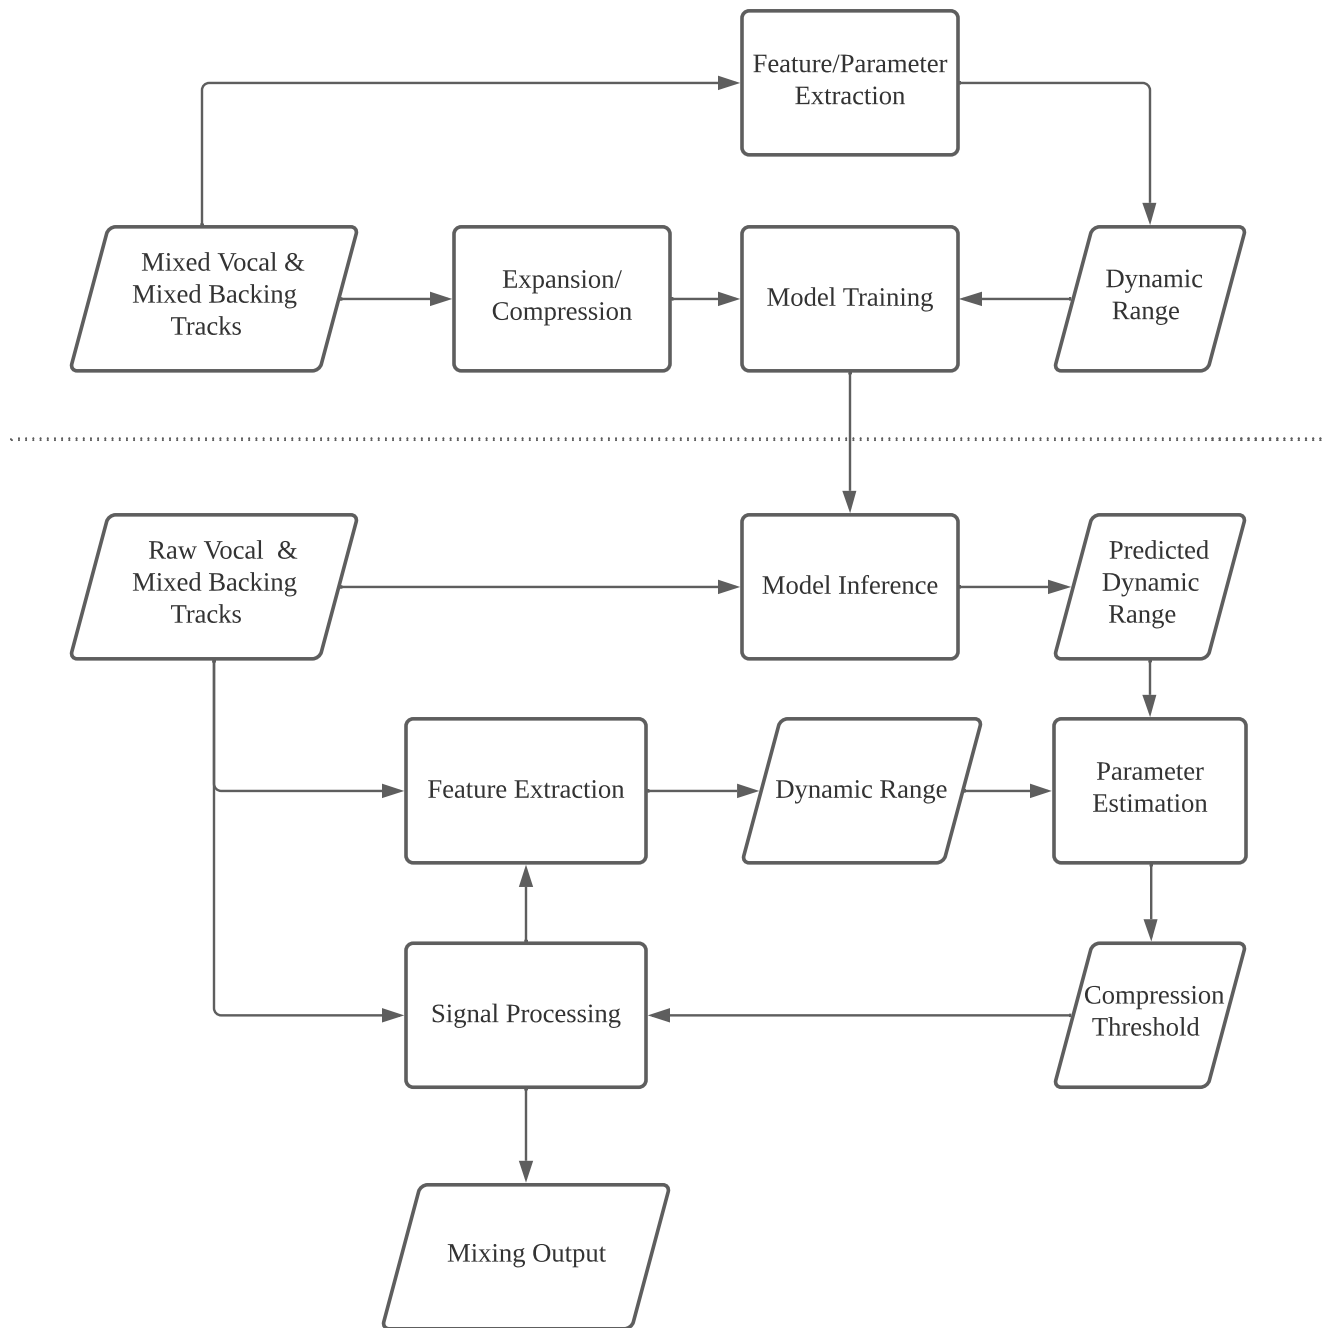 Feature/Parameter
Extraction
Mixed Vocal &
Mixed Backing
Tracks
Expansion/
Compression
Model Training
Dynamic
Range
Raw Vocal  &
Mixed Backing
Tracks
Model Inference
Predicted
Dynamic
Range
Feature Extraction
Dynamic Range
Parameter
Estimation
Signal Processing
Compression
Threshold
Mixing Output